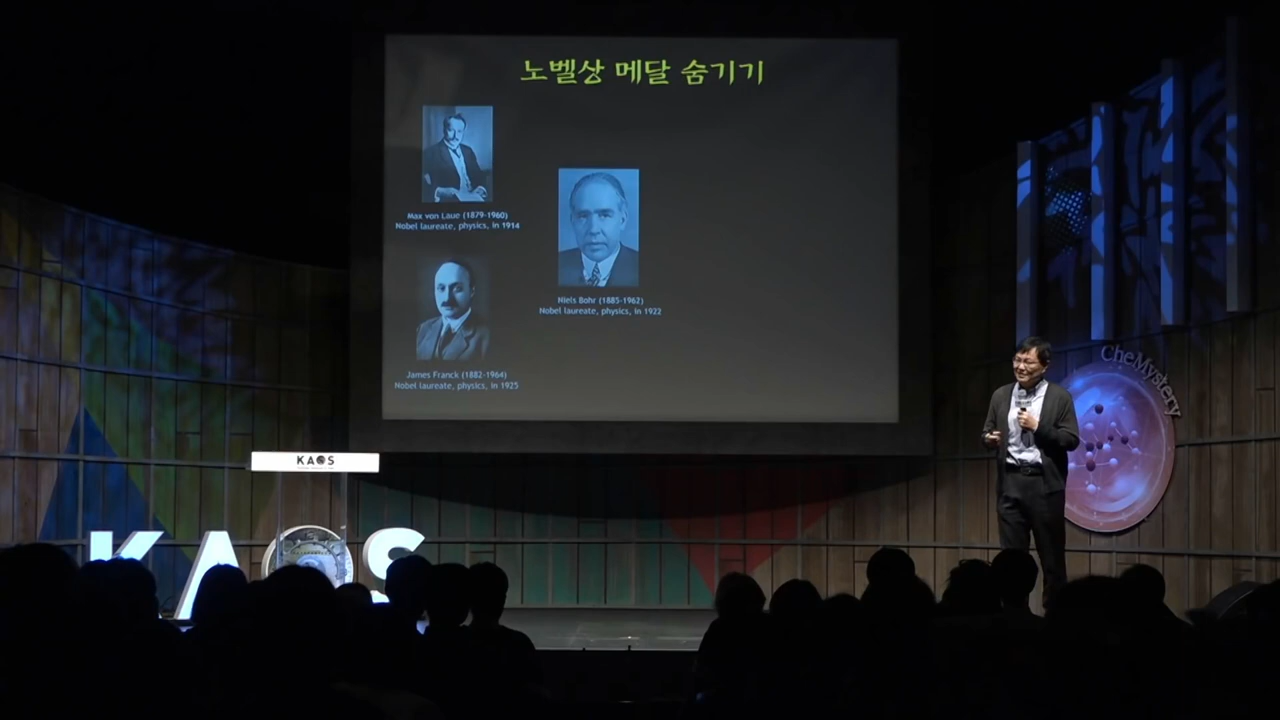 노벨상 메달 숨기기
Max von Laue (1879-1960)
Nobel laureate, physics, in 1914
Niels Bohr (1885-1962)
Nobel laureate, physics, in 1922
James Franck (1882-1964)
Nobel laureate, physics, in 1925
CheMystery
KAOS
KAOS